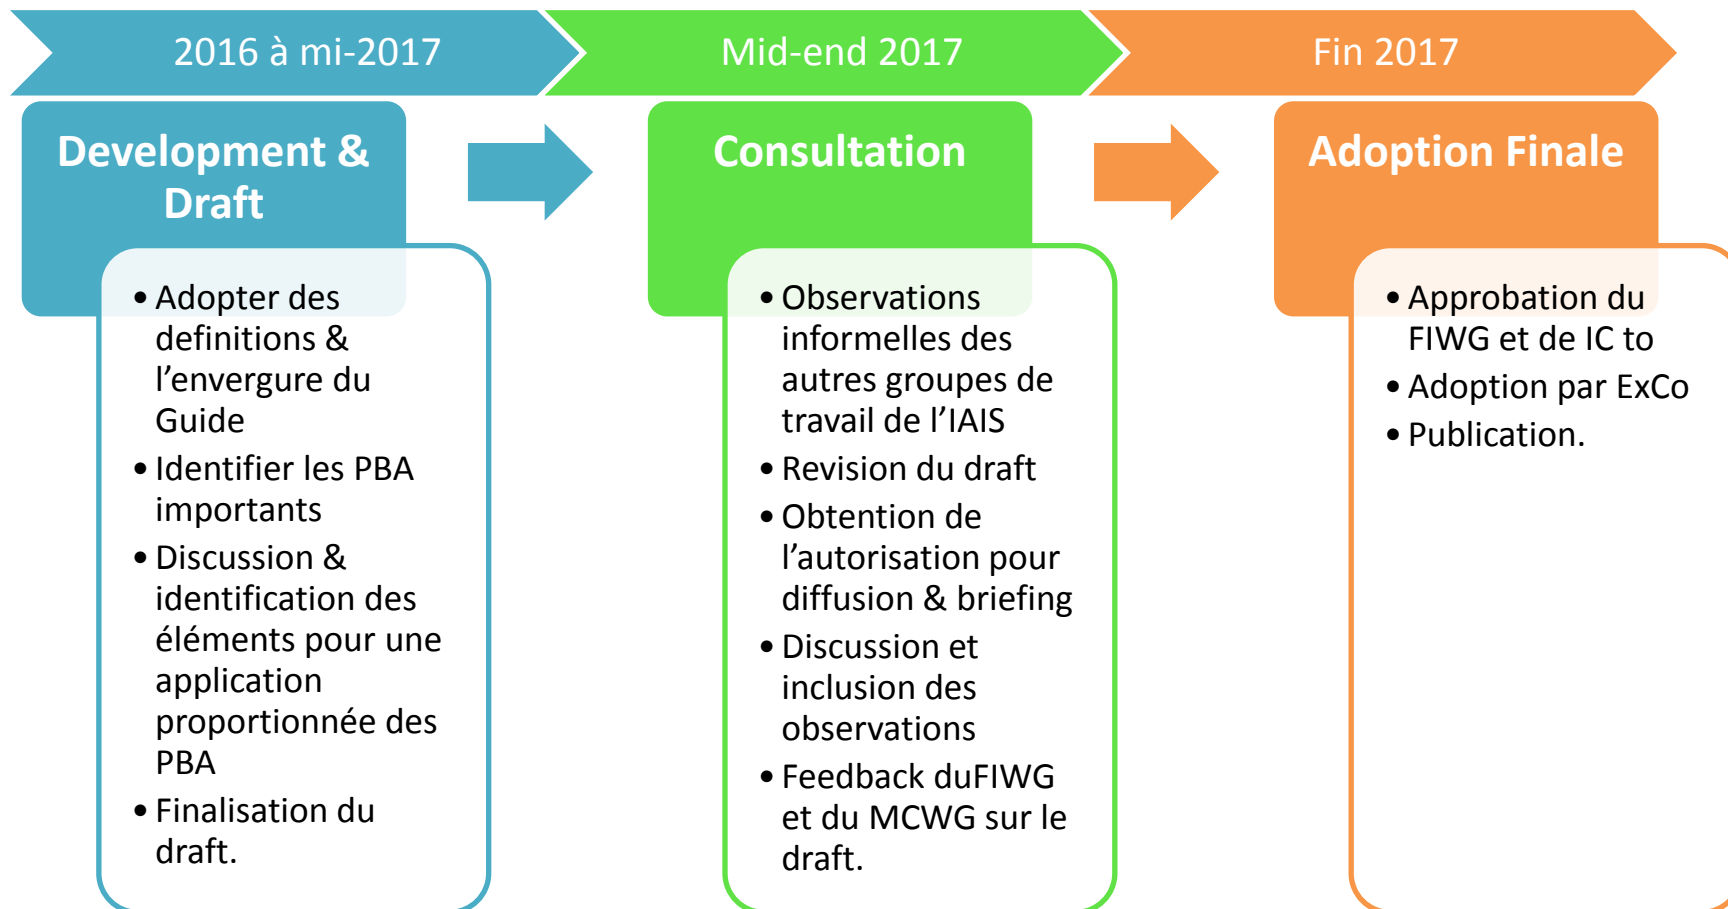 2016 à mi-2017
Mid-end 2017
Fin 2017
Development &
Draft
• Adopter des
definitions &
l’envergure du
Guide
• Identifier les PBA
importants
• Discussion &
identification des
éléments pour une
application
proportionnée des
PBA
• Finalisation du
draft.
Consultation
• Observations
informelles des
autres groupes de
travail de l’IAIS
• Revision du draft
• Obtention de
l’autorisation pour
diffusion & briefing
• Discussion et
inclusion des
observations
• Feedback duFIWG
et du MCWG sur le
draft.
Adoption Finale
• Approbation du
FIWG et de IC to
• Adoption par ExCo
• Publication.